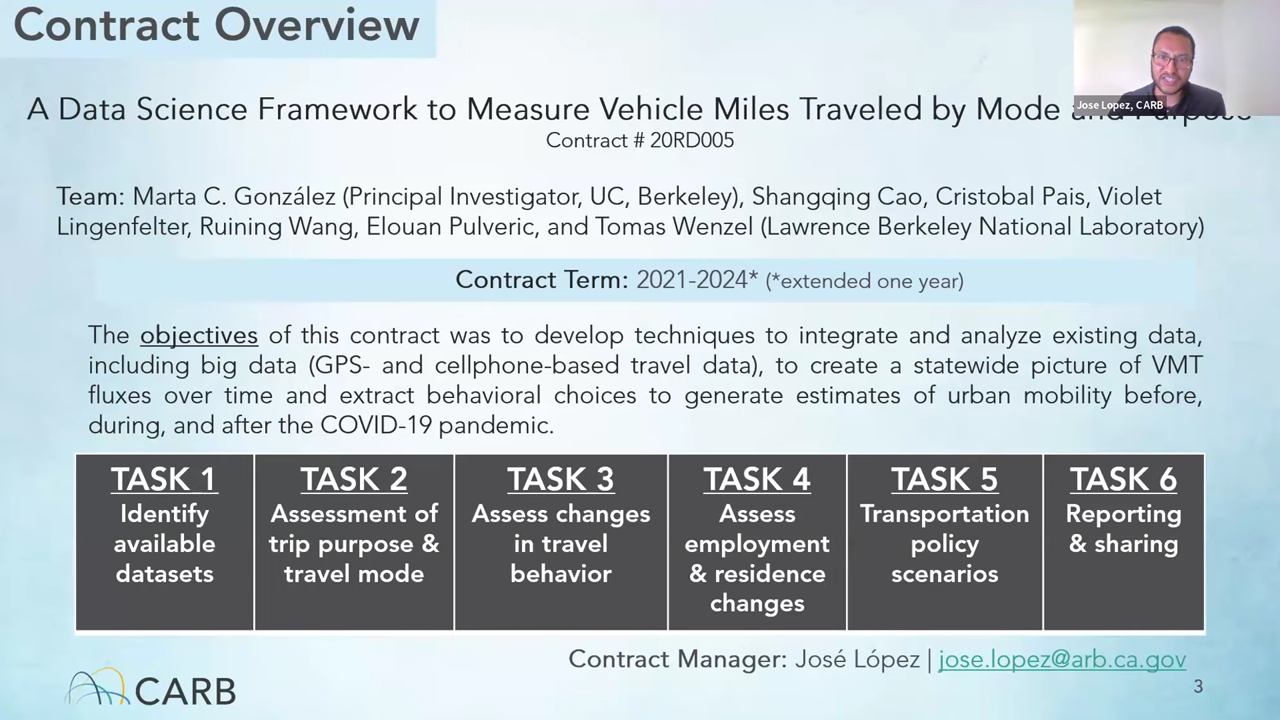 Contract Overview
Jose Lopez, CARB
A Data Science Framework to Measure Vehicle Miles Traveled by Mode and Purpose
Contract # 20RD005
Team: Marta C. González (Principal Investigator, UC, Berkeley), Shangqing Cao, Cristobal Pais, Violet
Lingenfelter, Ruining Wang, Elouan Pulveric, and Tomas Wenzel (Lawrence Berkeley National Laboratory)
Contract Term: 2021-2024* (*extended one year)
The objectives of this contract was to develop techniques to integrate and analyze existing data,
including big data (GPS- and cellphone-based travel data), to create a statewide picture of VMT
fluxes over time and extract behavioral choices to generate estimates of urban mobility before,
during, and after the COVID-19 pandemic.
TASK 1
Identify
available
datasets
TASK 2
Assessment of
trip purpose &
travel mode
TASK 3
Assess changes
in travel
behavior
TASK 4
Assess
employment
& residence
changes
TASK 5
Transportation
policy
scenarios
TASK 6
Reporting
& sharing
Contract Manager: José López | jose.lopez@arb.ca.gov
CARB
3